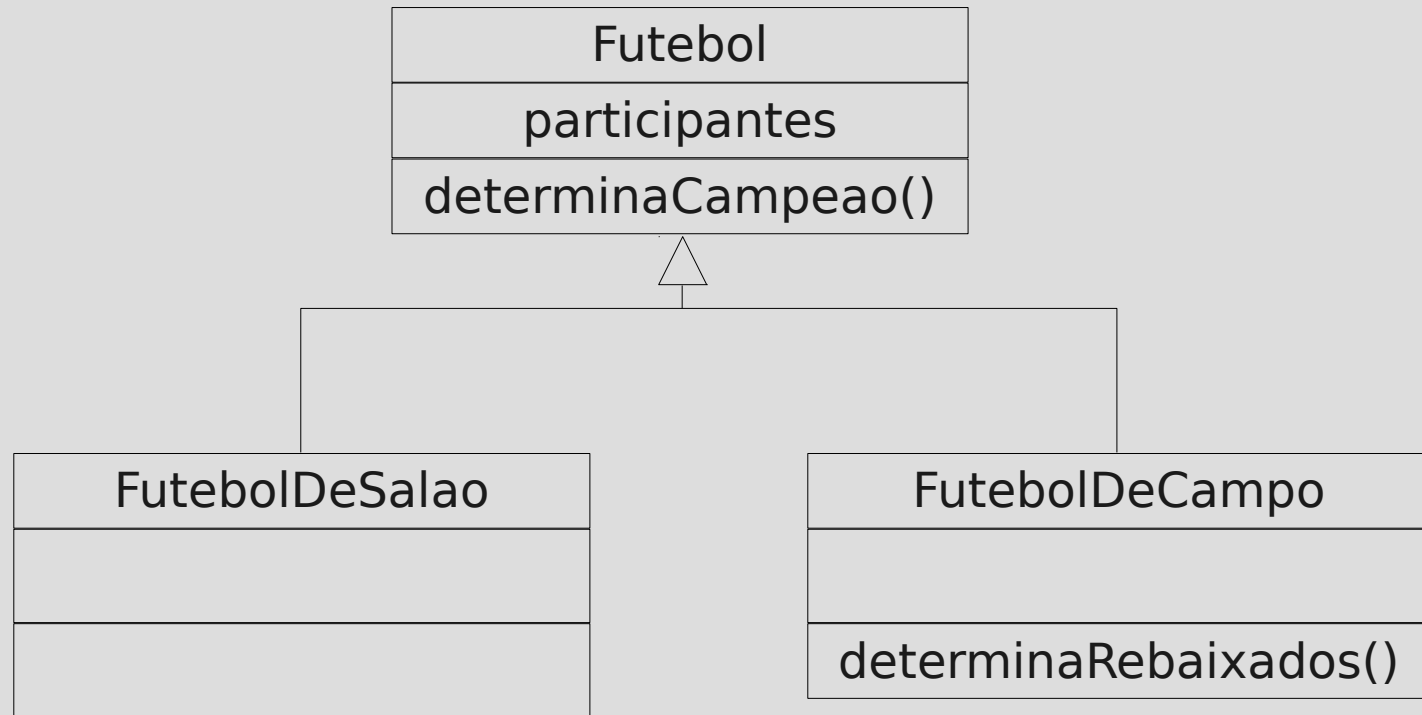 Futebol
participantes
determinaCampeao()
FutebolDeSalao
FutebolDeCampo
determinaRebaixados()